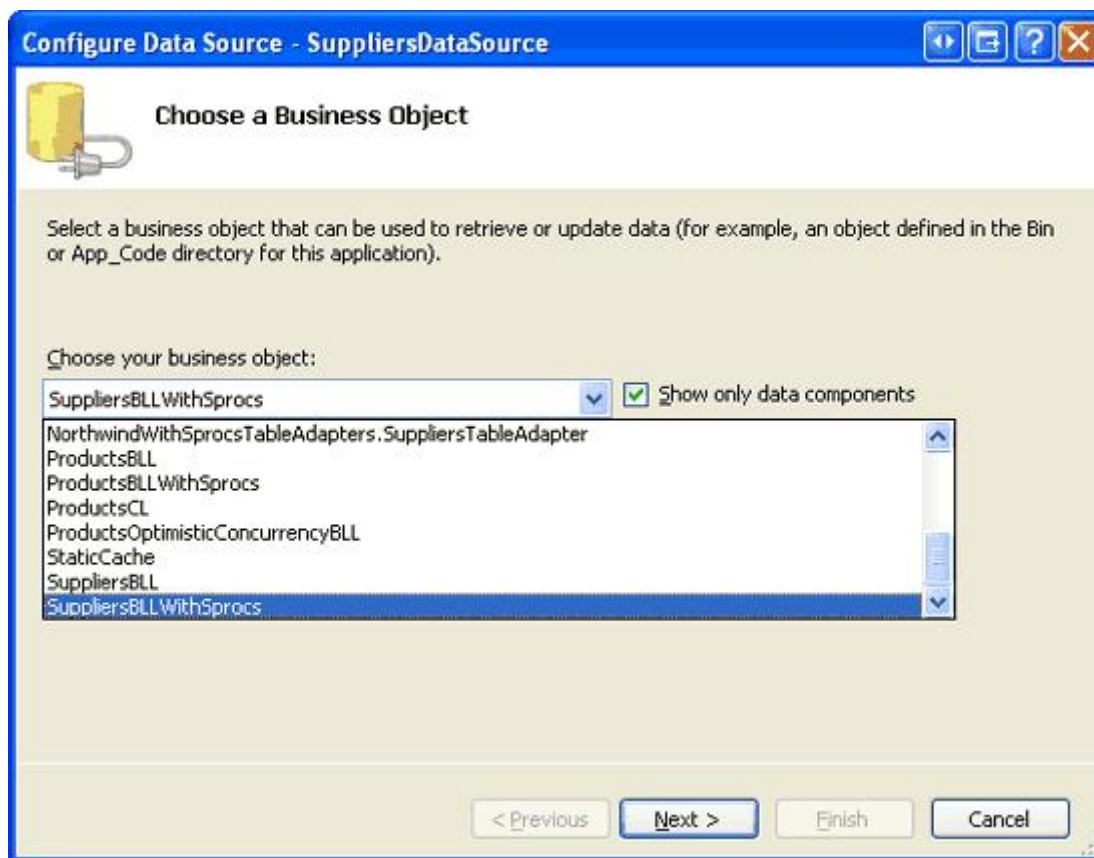 Configure Data Source - SuppliersDataSource
Choose a Business Object
Select a business object that can be used to retrieve or update data (for example, an object defined in the Bin
or App_Code directory for this application).
Choose your business object:
SuppliersBLLWithSprocs
Show only data components
NorthwindWithSprocsTableAdapters.SuppliersTableAdapter
ProductsBLL
ProductsBLLWithSprocs
ProductsCL
ProductsOptimisticConcurrencyBLL
StaticCache
SuppliersBLL
SuppliersBLLWithSprocs
< Previous
Next >
Finish
Cancel